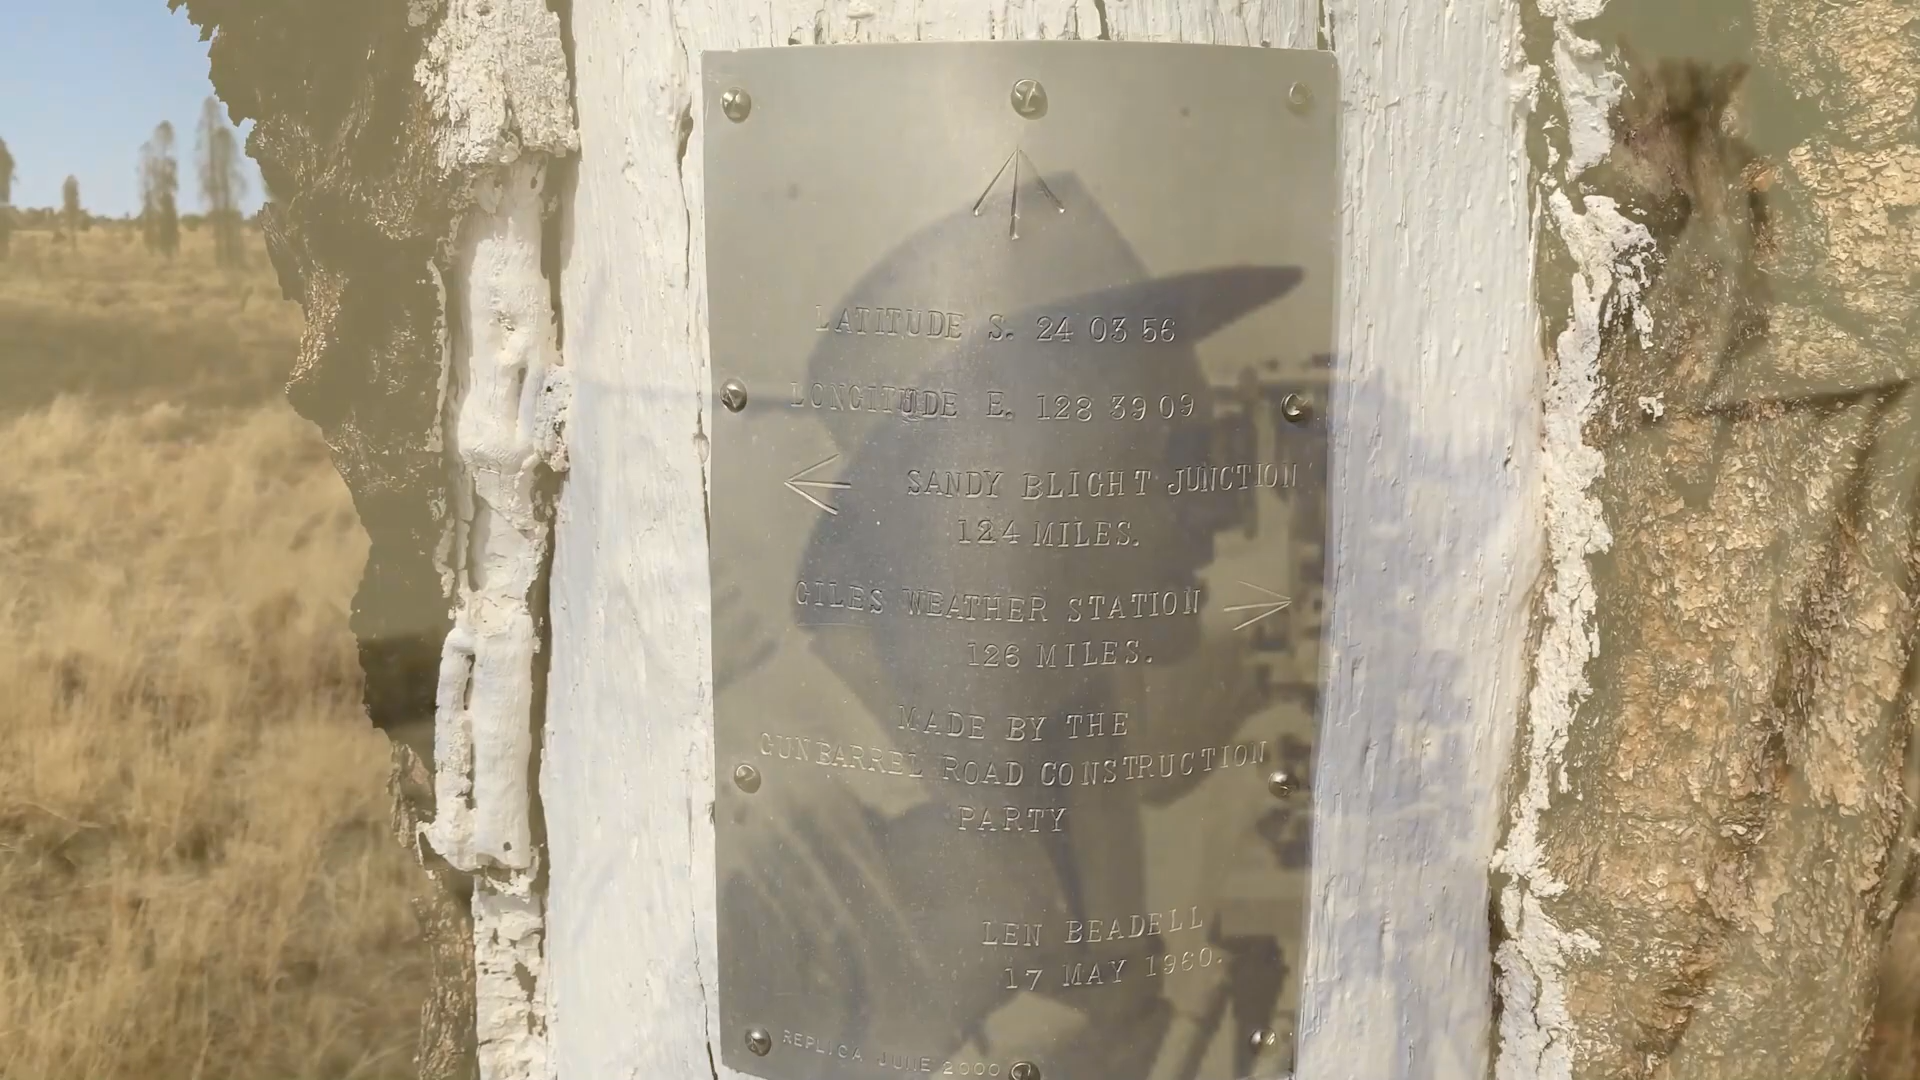 LATITUDE S. 24 03 56
LONGITUDE E. 128 39 09
SANDY BLIGHT JUNCTION
124 MILES.
GILES WEATHER STATION
126 MILES.
MADE BY THE
GUNBARREL ROAD CONSTRUCTION
PARTY
LEN BEADELL
17 MAY 1960.
REPLICA JUNE 2000